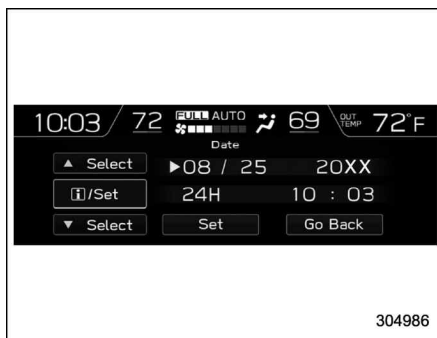 10:03 72 FULL AUTO 69 OUT TEMP 72°F
Date
▲ Select ▶08 / 25 20XX
i/Set 24H 10 : 03
▼ Select Set Go Back
304986